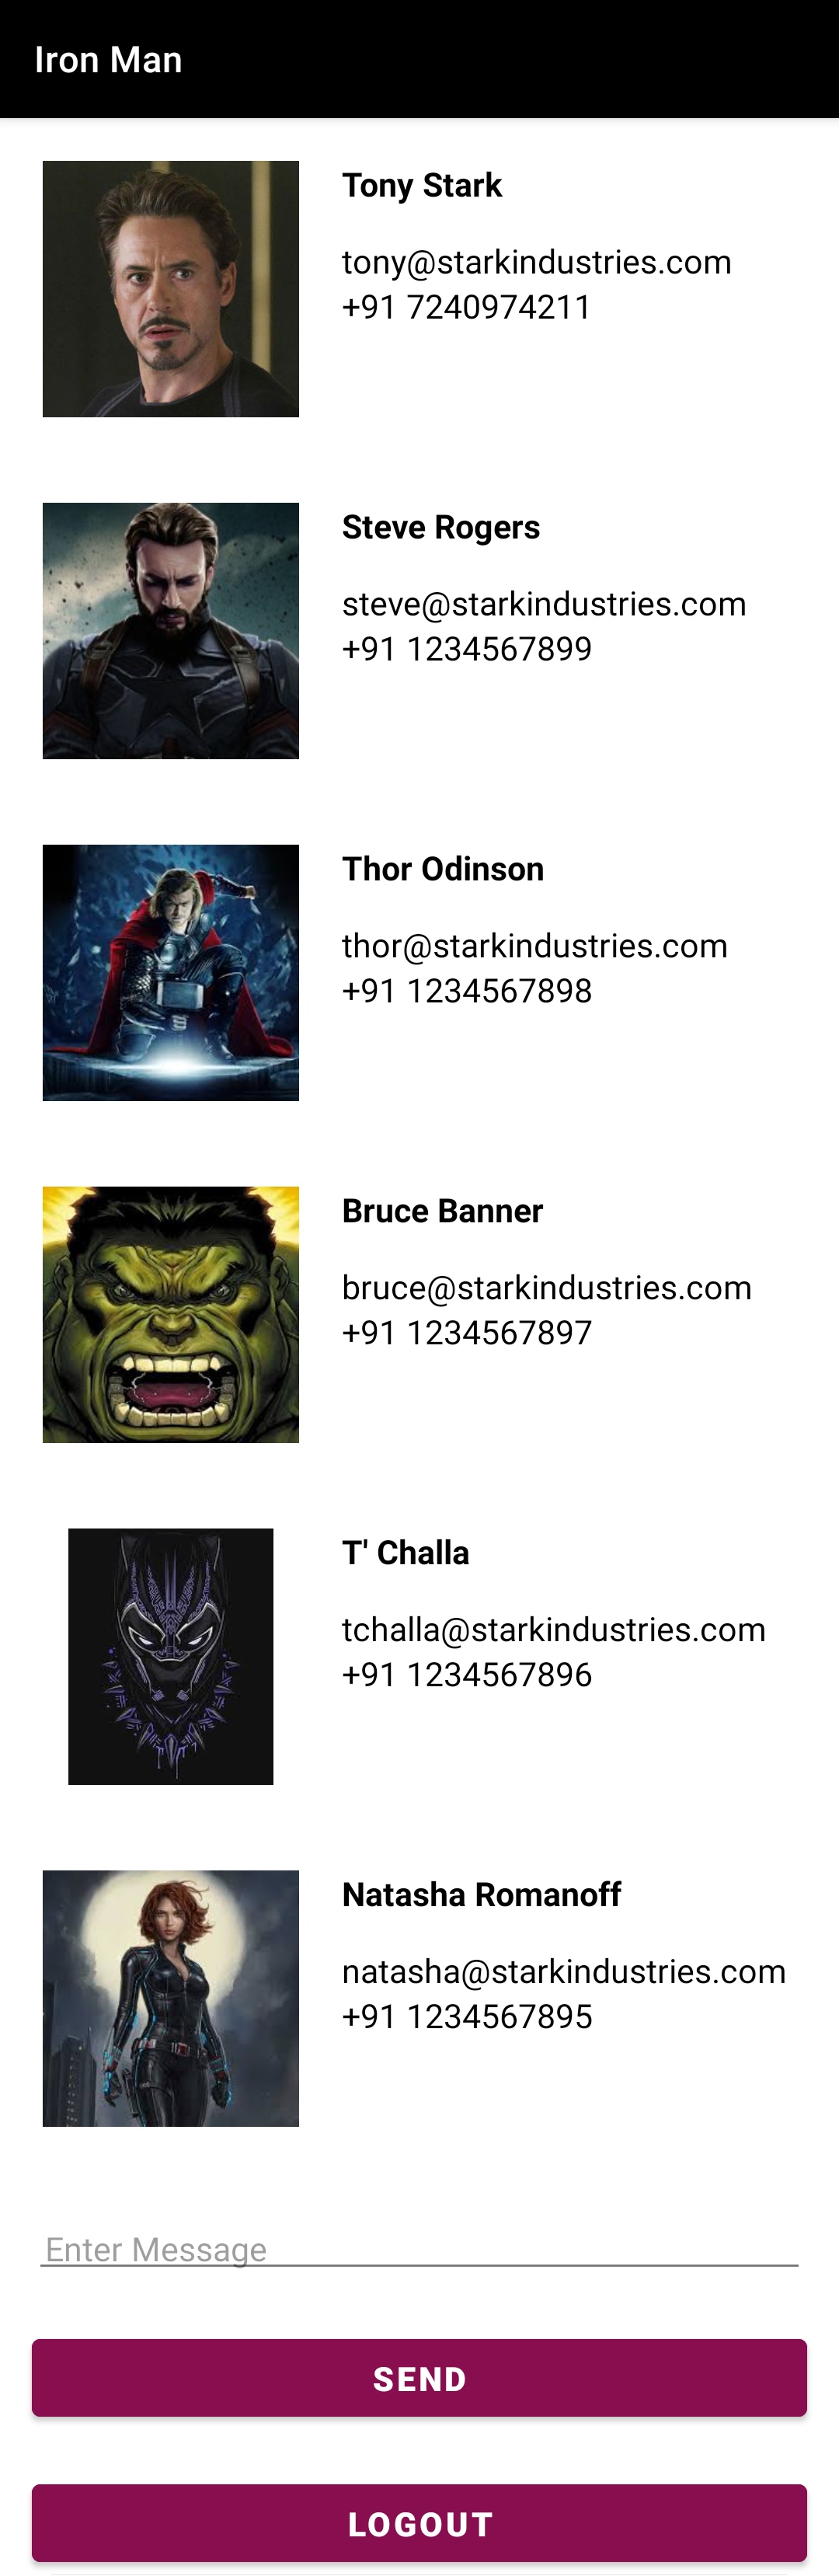 Iron Man
Tony Stark
tony@starkindustries.com
+91 7240974211
Steve Rogers
steve@starkindustries.com
+91 1234567899
Thor Odinson
thor@starkindustries.com
+91 1234567898
Bruce Banner
bruce@starkindustries.com
+91 1234567897
T' Challa
tchalla@starkindustries.com
+91 1234567896
Natasha Romanoff
natasha@starkindustries.com
+91 1234567895
Enter Message
SEND
LOGOUT